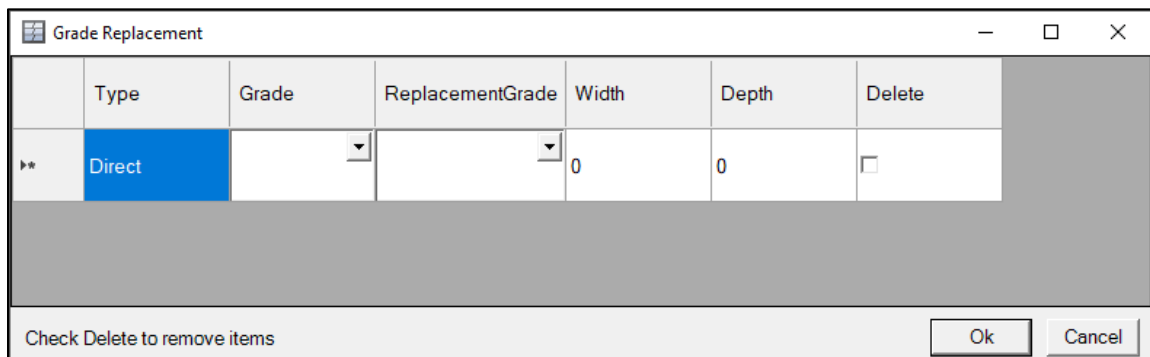 Grade Replacement
Type Grade ReplacementGrade Width Depth Delete
Direct 0 0
Check Delete to remove items Ok Cancel